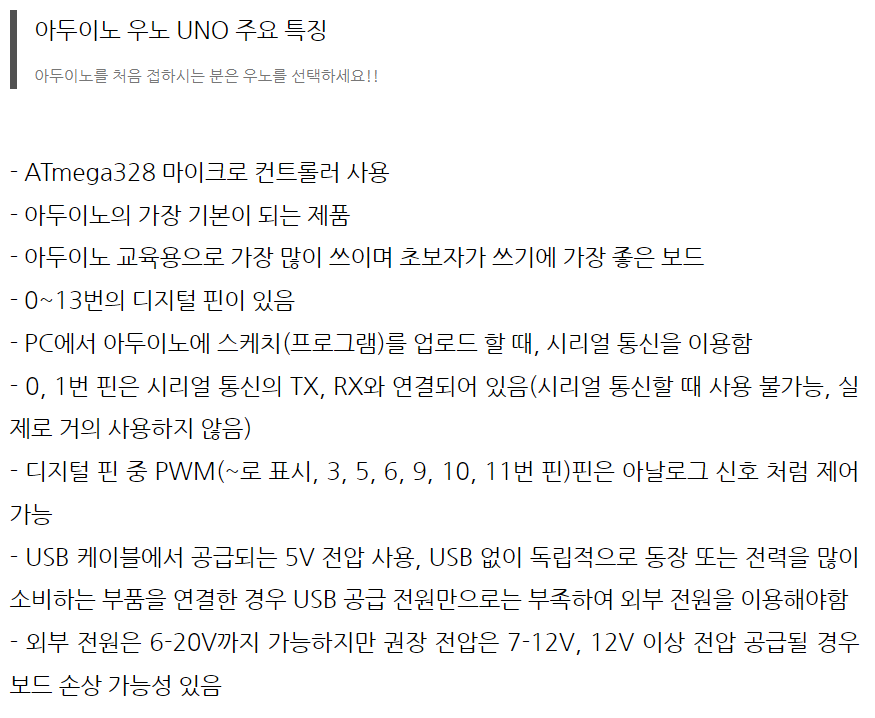 아두이노 우노 UNO 주요 특징
아두이노를 처음 접하시는 분은 우노를 선택하세요!!
- ATmega328 마이크로 컨트롤러 사용
- 아두이노의 가장 기본이 되는 제품
- 아두이노 교육용으로 가장 많이 쓰이며 초보자가 쓰기에 가장 좋은 보드
- 0~13번의 디지털 핀이 있음
- PC에서 아두이노에 스케치(프로그램)를 업로드 할 때, 시리얼 통신을 이용함
- 0, 1번 핀은 시리얼 통신의 TX, RX와 연결되어 있음(시리얼 통신할 때 사용 불가능, 실
제로 거의 사용하지 않음)
- 디지털 핀 중 PWM(~로 표시, 3, 5, 6, 9, 10, 11번 핀)핀은 아날로그 신호 처럼 제어
가능
- USB 케이블에서 공급되는 5V 전압 사용, USB 없이 독립적으로 동장 또는 전력을 많이
소비하는 부품을 연결한 경우 USB 공급 전원만으로는 부족하여 외부 전원을 이용해야함
- 외부 전원은 6-20V까지 가능하지만 권장 전압은 7-12V, 12V 이상 전압 공급될 경우
보드 손상 가능성 있음